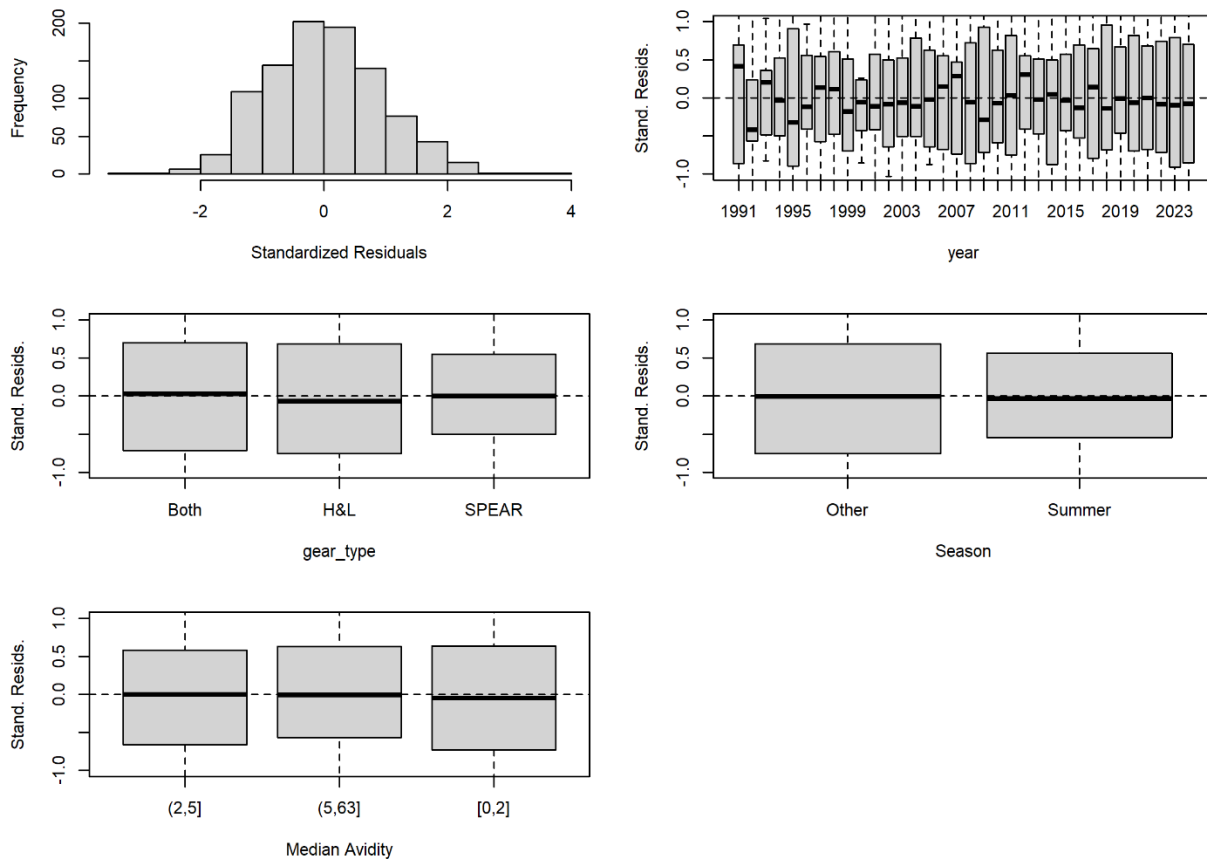 Frequency
0 50 100 200
-2 0 2 4
Standardized Residuals
Stand. Resids.
-1.0 0.0 0.5 1.0
1991 1995 1999 2003 2007 2011 2015 2019 2023
year
Stand. Resids.
-1.0 0.0 0.5 1.0
Both H&L SPEAR
gear_type
Stand. Resids.
-1.0 0.0 0.5 1.0
Other Summer
Season
Stand. Resids.
-1.0 0.0 0.5 1.0
(2,5] (5,63] [0,2]
Median Avidity